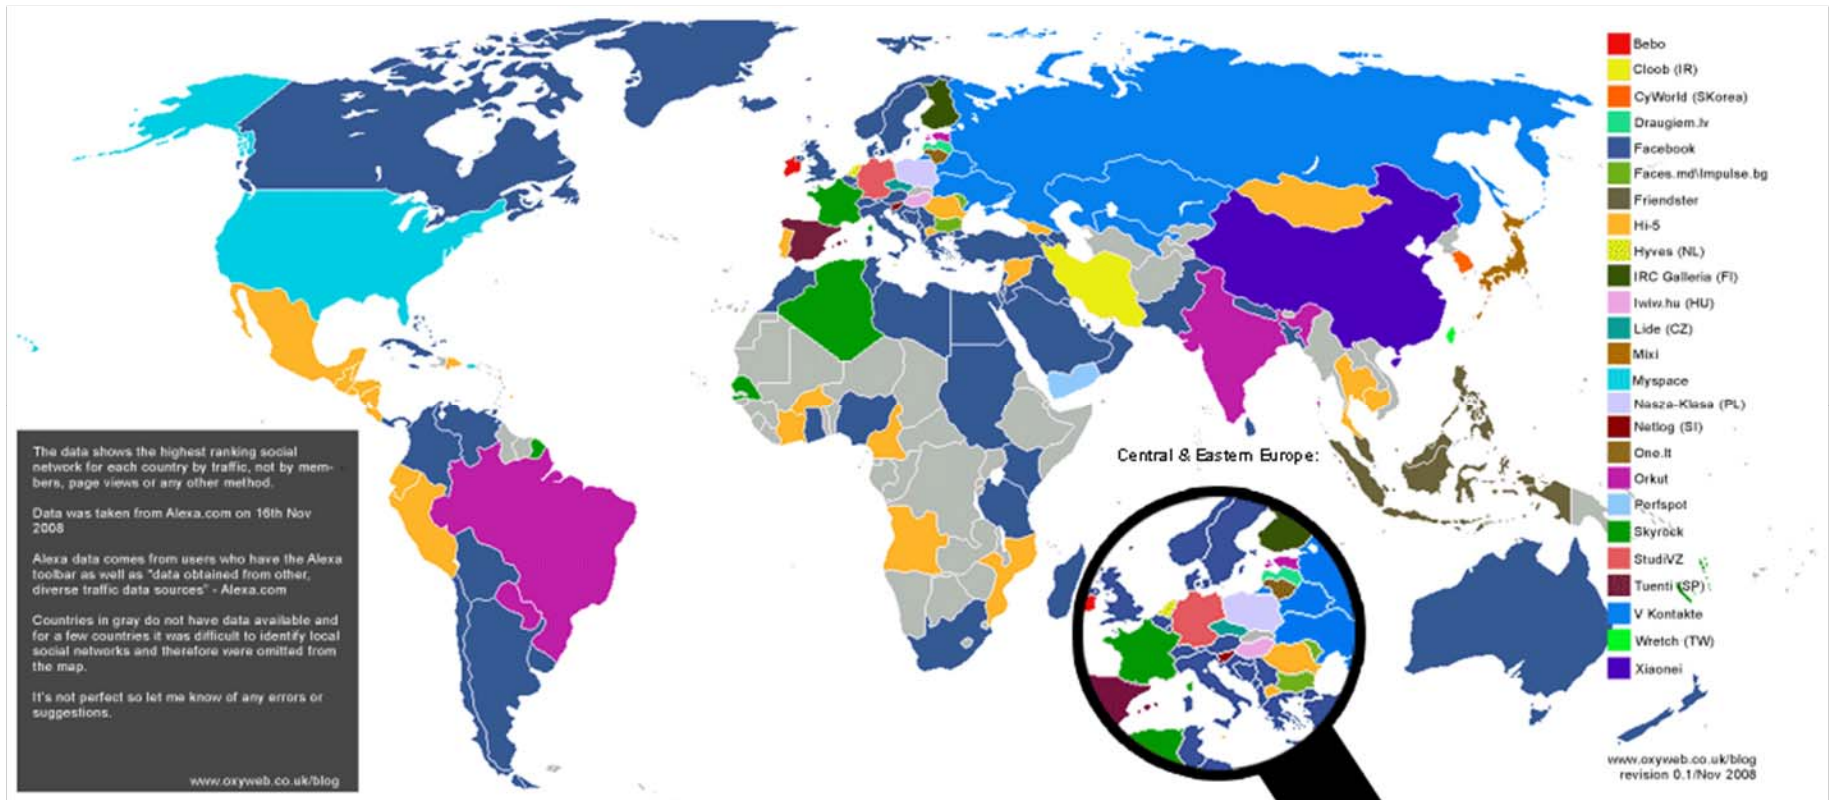 The data shows the highest ranking social
network for each country by traffic, not by mem-
bers, page views or any other method.
Data was taken from Alexa.com on 16th Nov
2008
Alexa data comes from users who have the Alexa
toolbar as well as "data obtained from other,
diverse traffic data sources" - Alexa.com
Countries in gray do not have data available and
for a few countries it was difficult to identify local
social networks and therefore were omitted from
the map.
It's not perfect so let me know of any errors or
suggestions.
www.oxyweb.co.uk/blog
Central & Eastern Europe:
Bebo
Cloob (IR)
CyWorld (SKorea)
Draugiem.lv
Facebook
Faces.md\Impulse.bg
Friendster
Hi-5
Hyves (NL)
IRC Galleria (FI)
Iwiw.hu (HU)
Lide (CZ)
Mixi
Myspace
Nasza-Klasa (PL)
Netlog (SI)
One.lt
Orkut
Perfspot
Skyrock
StudiVZ
Tuenti (SP)
V Kontakte
Wretch (TW)
Xiaonei
www.oxyweb.co.uk/blog
revision 0.1/Nov 2008